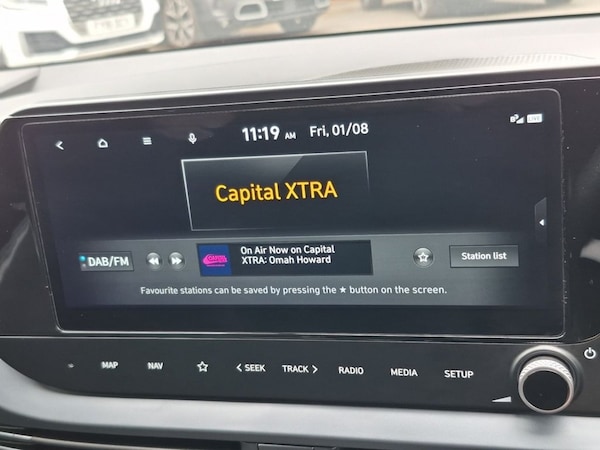 11:19 AM Fri, 01/08
Capital XTRA
DAB/FM
On Air Now on Capital
XTRA: Omah Howard
Station list
Favourite stations can be saved by pressing the ★ button on the screen.
MAP NAV ☆ < SEEK TRACK > RADIO MEDIA SETUP